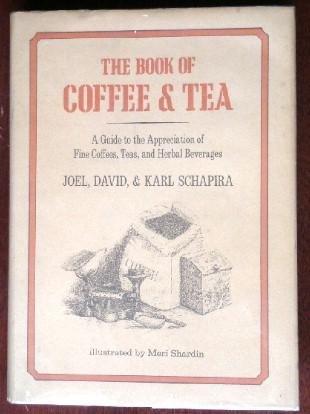 THE BOOK OF
COFFEE & TEA
A Guide to the Appreciation of
Fine Coffees, Teas, and Herbal Beverages
JOEL, DAVID, & KARL SCHAPIRA
illustrated by Meri Shardin